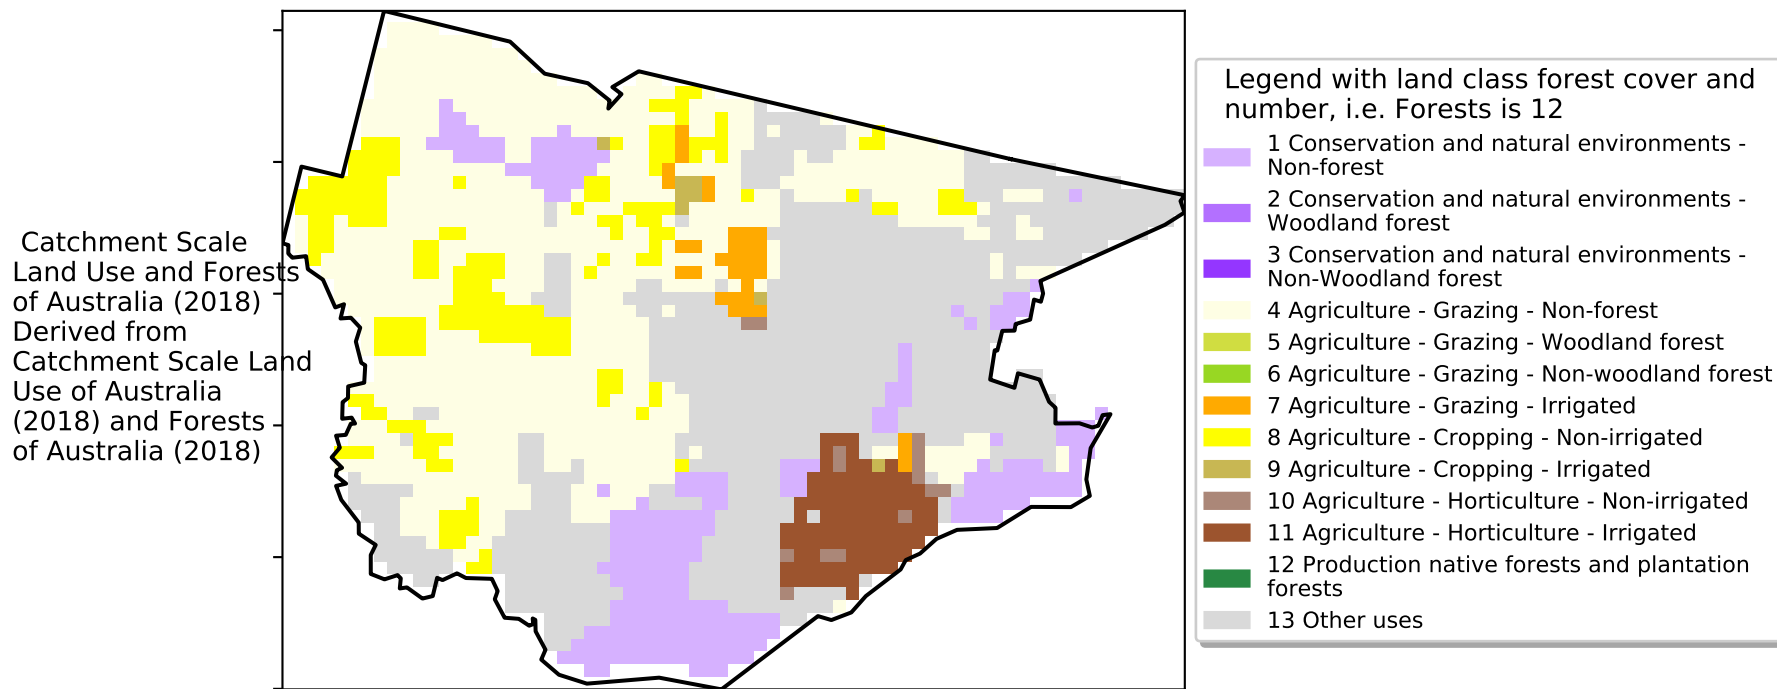 Catchment Scale
Land Use and Forests
of Australia (2018)
Derived from
Catchment Scale Land
Use of Australia
(2018) and Forests
of Australia (2018)
Legend with land class forest cover and
number, i.e. Forests is 12
1 Conservation and natural environments -
Non-forest
2 Conservation and natural environments -
Woodland forest
3 Conservation and natural environments -
Non-Woodland forest
4 Agriculture - Grazing - Non-forest
5 Agriculture - Grazing - Woodland forest
6 Agriculture - Grazing - Non-woodland forest
7 Agriculture - Grazing - Irrigated
8 Agriculture - Cropping - Non-irrigated
9 Agriculture - Cropping - Irrigated
10 Agriculture - Horticulture - Non-irrigated
11 Agriculture - Horticulture - Irrigated
12 Production native forests and plantation
forests
13 Other uses